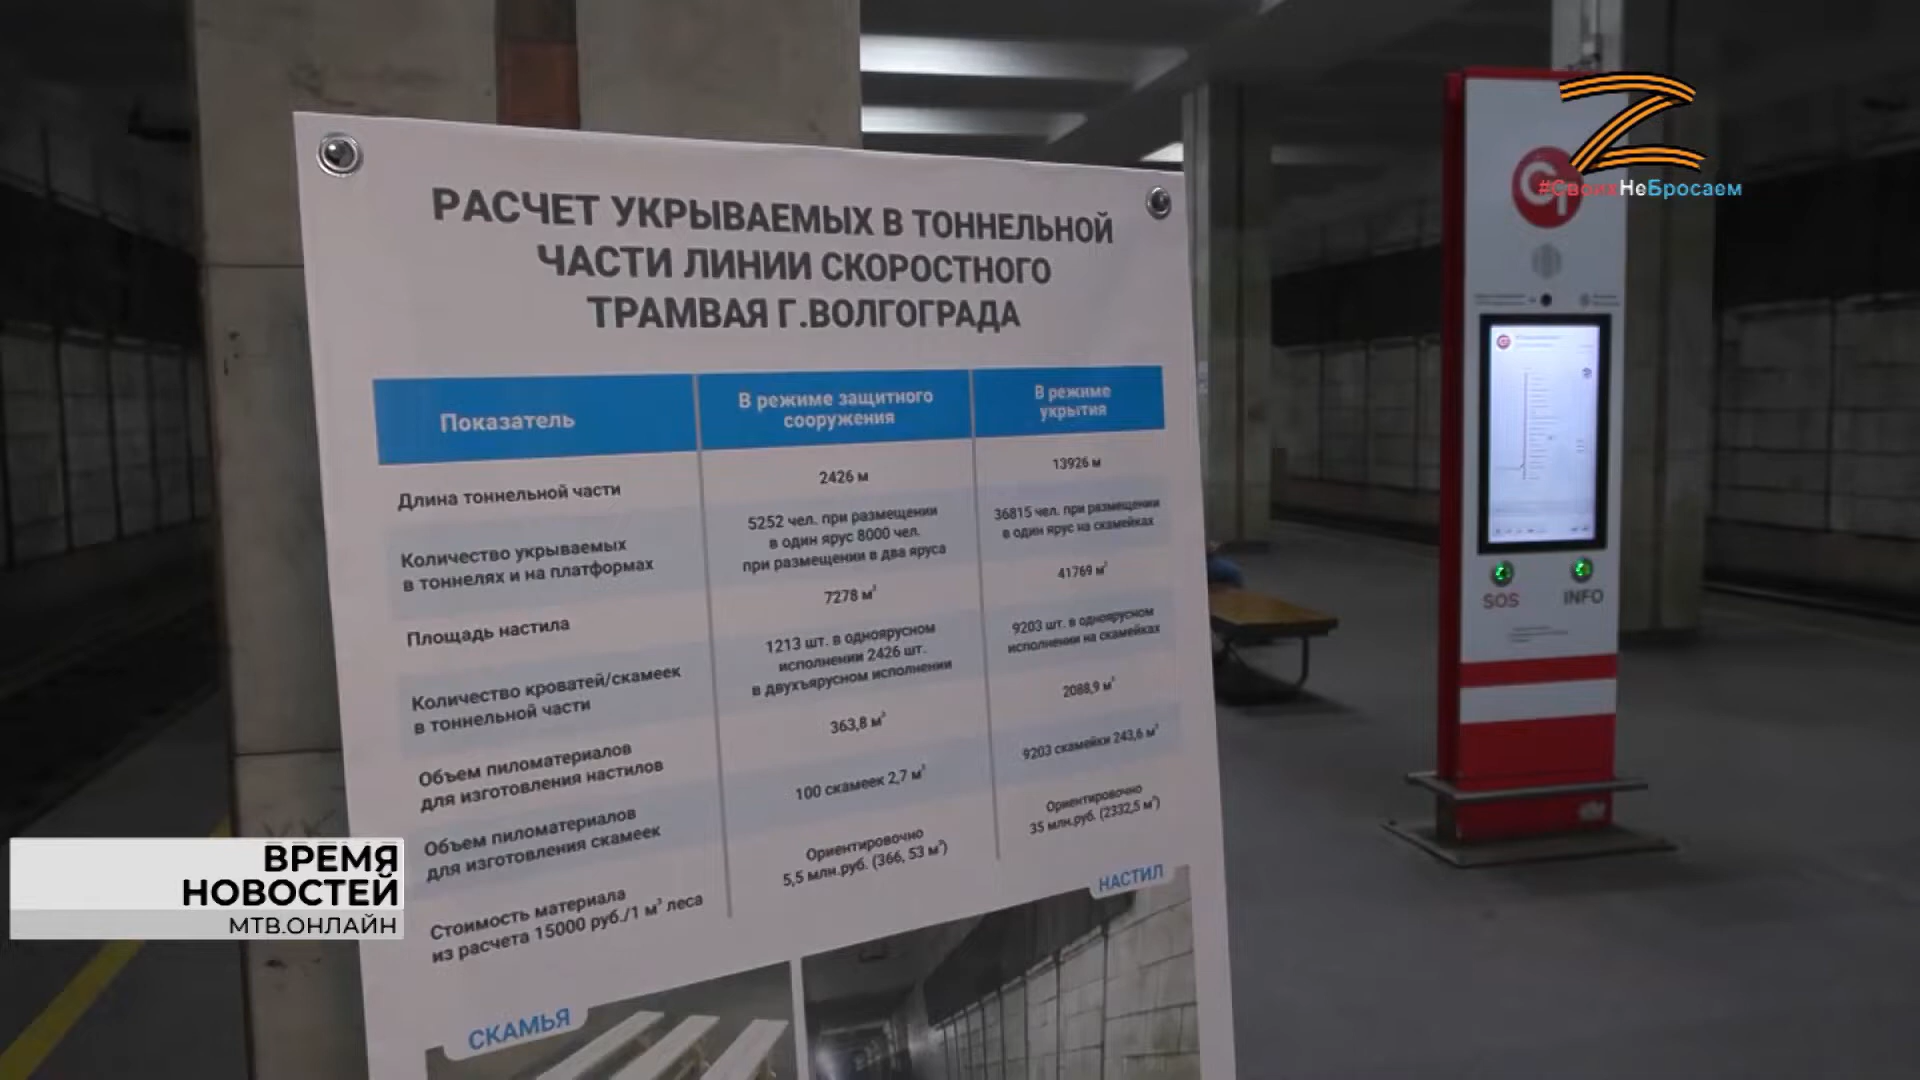 #СвоихНеБросаем
РАСЧЕТ УКРЫВАЕМЫХ В ТОННЕЛЬНОЙ
ЧАСТИ ЛИНИИ СКОРОСТНОГО
ТРАМВАЯ Г.ВОЛГОГРАДА
Показатель
В режиме защитного
сооружения
В режиме
укрытия
Длина тоннельной части
2426 м
13926 м
Количество укрываемых
в тоннелях и на платформах
5252 чел. при размещении
в один ярус 8000 чел.
при размещении в два яруса
36815 чел. при размещении
в один ярус на скамейках
Площадь настила
7278 м²
41769 м²
Количество кроватей/скамеек
в тоннельной части
1213 шт. в одноярусном
исполнении 2426 шт.
в двухъярусном исполнении
9203 шт. в одноярусном
исполнении на скамейках
Объем пиломатериалов
для изготовления настилов
363,8 м³
2088,9 м³
Объем пиломатериалов
для изготовления скамеек
100 скамеек 2,7 м³
9203 скамейки 243,6 м³
Стоимость материала
из расчета 15000 руб./1 м³ леса
Ориентировочно
5,5 млн.руб. (366, 53 м³)
Ориентировочно
35 млн.руб. (2332,5 м³)
СКАМЬЯ
НАСТИЛ
SOS
INFO
ВРЕМЯ
НОВОСТЕЙ
МТВ.ОНЛАЙН